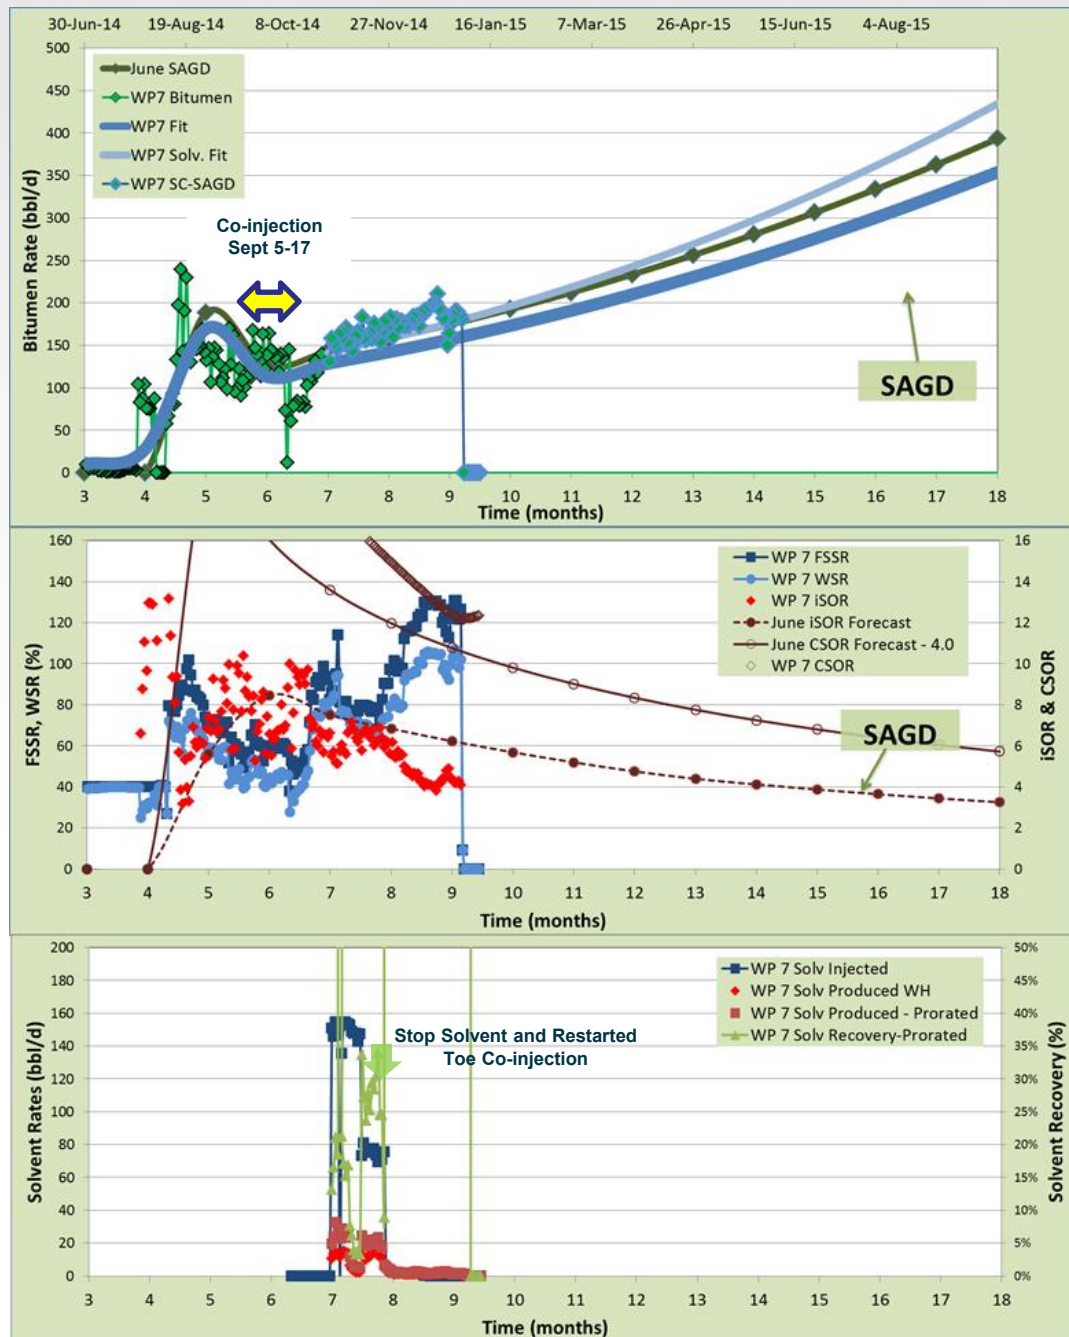 30-Jun-14 19-Aug-14 8-Oct-14 27-Nov-14 16-Jan-15 7-Mar-15 26-Apr-15 15-Jun-15 4-Aug-15
500
450
400
350
300
250
200
150
100
50
0
Bitumen Rate (bbl/d)
June SAGD
WP7 Bitumen
WP7 Fit
WP7 Solv. Fit
WP7 SC-SAGD
Co-injection
Sept 5-17
SAGD
3 4 5 6 7 8 9 10 11 12 13 14 15 16 17 18
Time (months)
160
140
120
100
80
60
40
20
0
FSSR, WSR (%)
WP 7 FSSR
WP 7 WSR
WP 7 iSOR
June iSOR Forecast
June CSOR Forecast - 4.0
WP 7 CSOR
SAGD
16
14
12
10
8
6
4
2
0
iSOR & CSOR
3 4 5 6 7 8 9 10 11 12 13 14 15 16 17 18
Time (months)
200
180
160
140
120
100
80
60
40
20
0
Solvent Rates (bbl/d)
WP 7 Solv Injected
WP 7 Solv Produced WH
WP 7 Solv Produced - Prorated
WP 7 Solv Recovery-Prorated
Stop Solvent and Restarted
Toe Co-injection
50%
45%
40%
35%
30%
25%
20%
15%
10%
5%
0%
Solvent Recovery (%)
3 4 5 6 7 8 9 10 11 12 13 14 15 16 17 18
Time (months)